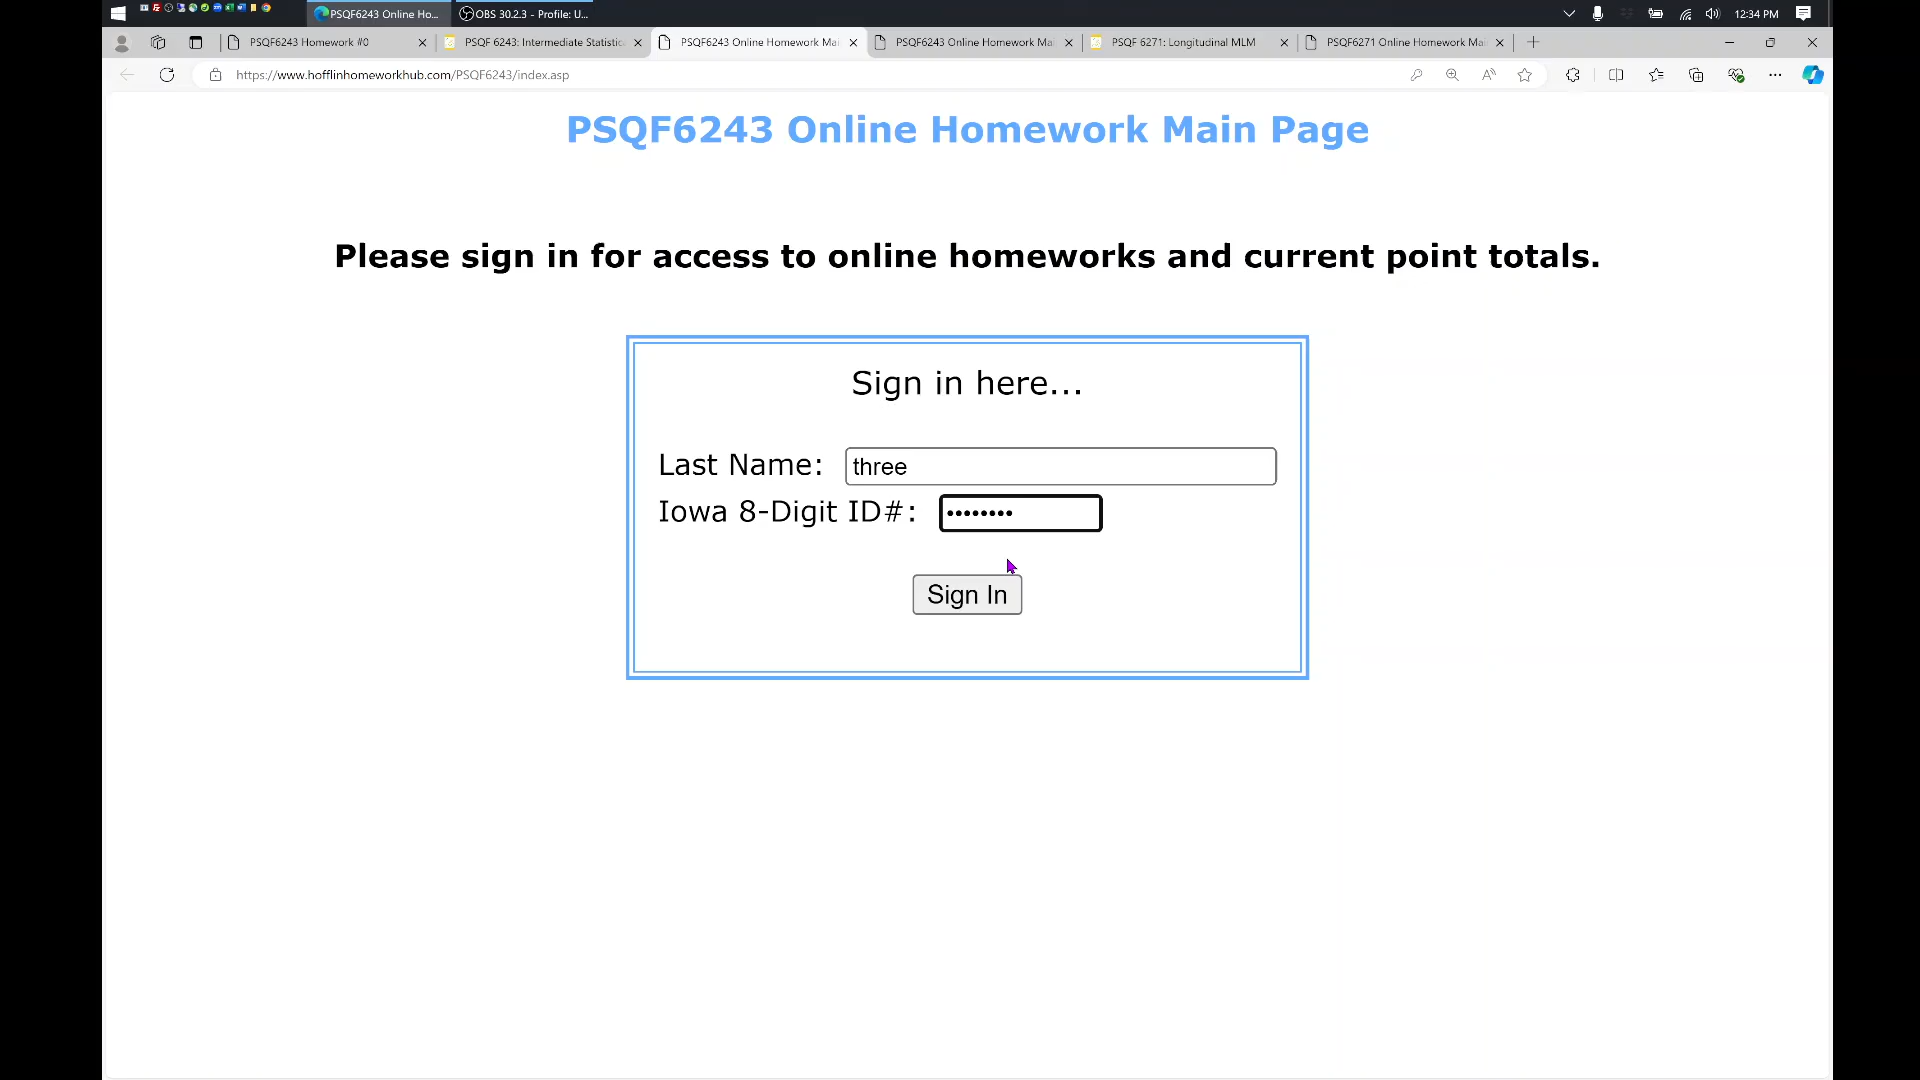 PSQF6243 Online Ho...
OBS 30.2.3 - Profile: U...
12:34 PM
PSQF6243 Homework #0
PSQF 6243: Intermediate Statistic
PSQF6243 Online Homework Ma
PSQF6243 Online Homework Ma
PSQF 6271: Longitudinal MLM
PSQF6271 Online Homework Ma
https://www.hofflinhomeworkhub.com/PSQF6243/index.asp
PSQF6243 Online Homework Main Page
Please sign in for access to online homeworks and current point totals.
Sign in here...
Last Name: three
Iowa 8-Digit ID#: ••••••••
Sign In